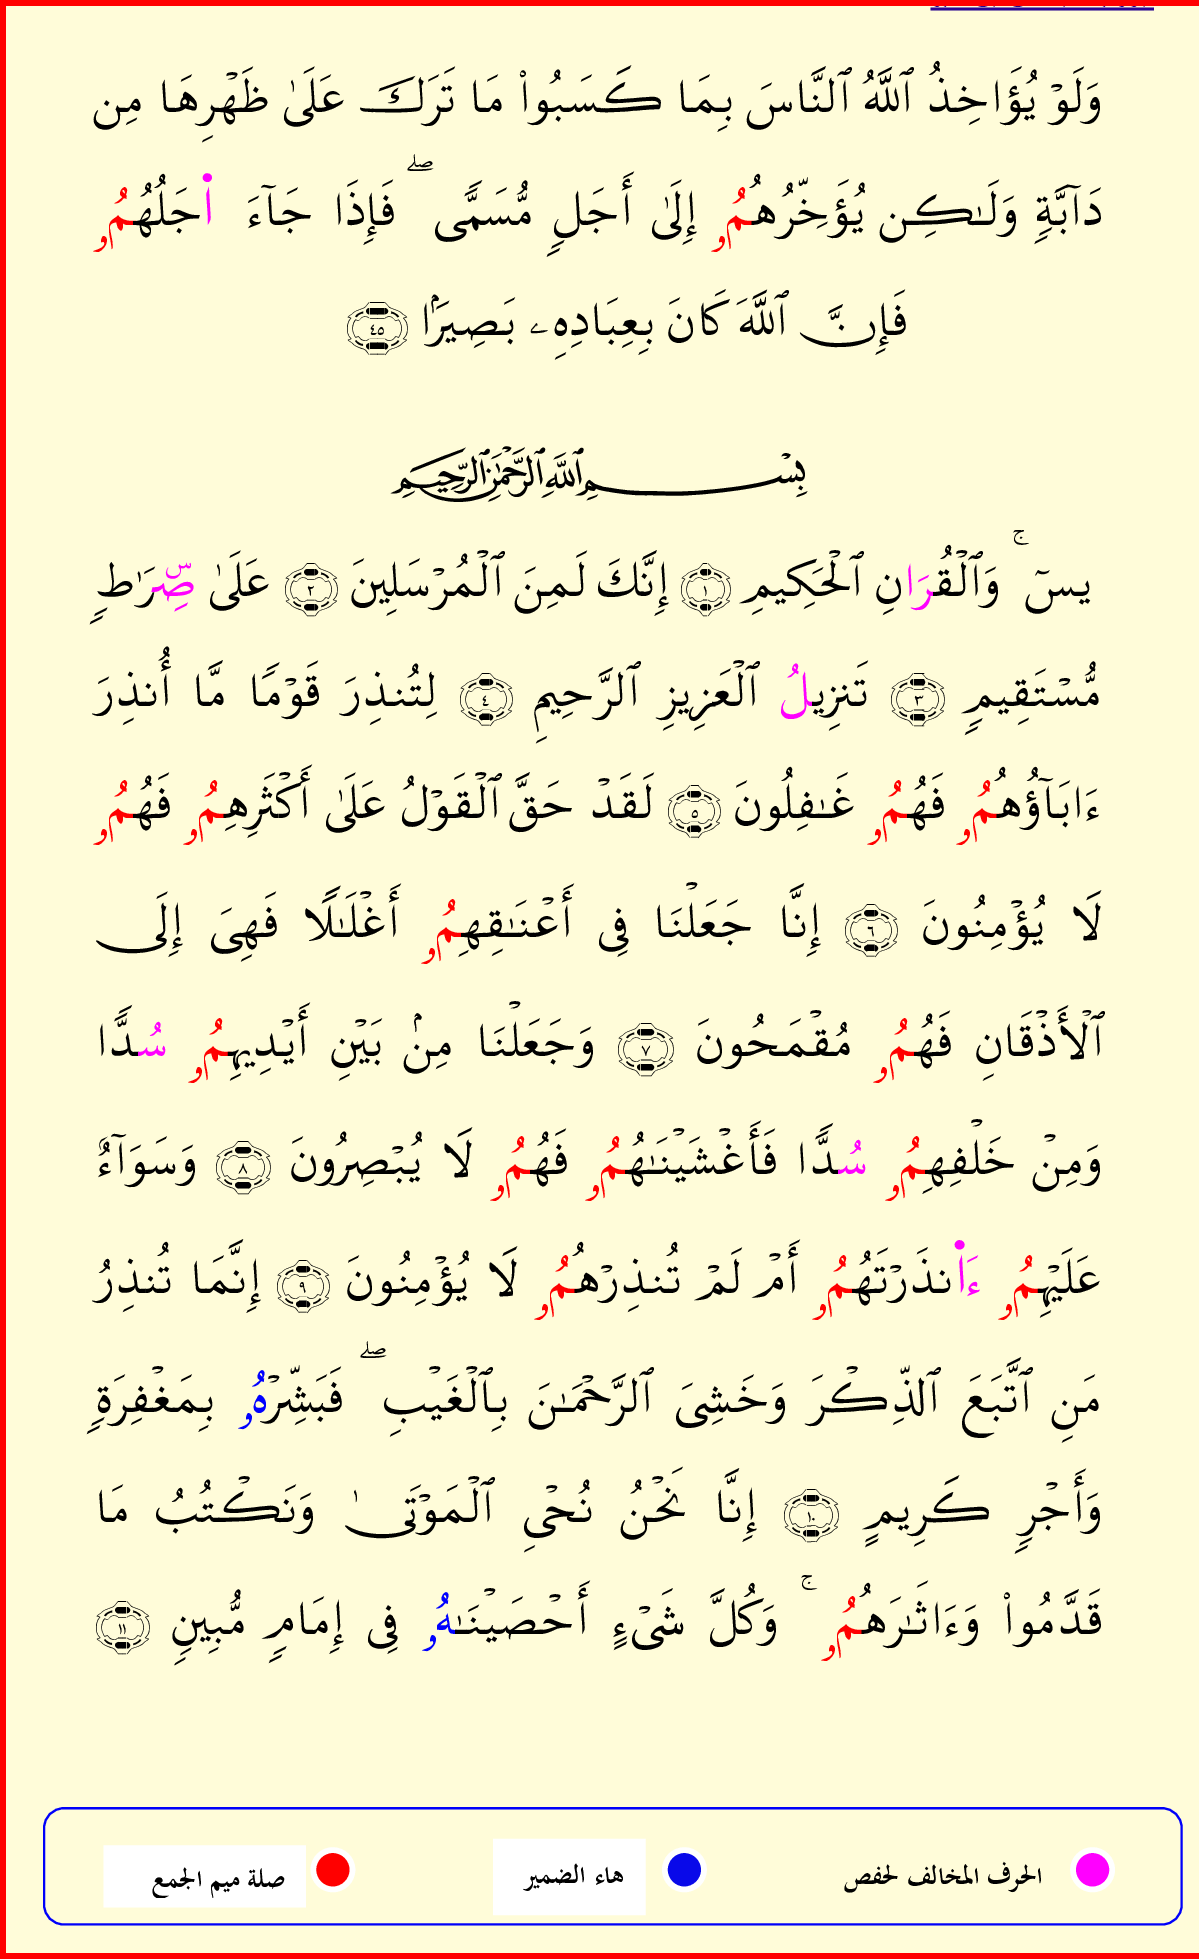 وَلَوۡ يُؤَاخِذُ ٱللَّهُ ٱلنَّاسَ بِمَا كَسَبُواْ مَا تَرَكَ عَلَىٰ ظَهۡرِهَا مِن
دَآبَّةٖ وَلَٰكِن يُؤَخِّرُهُمُۥ إِلَىٰ أَجَلٖ مُّسَمّٗىۖ فَإِذَا جَآءَ ا۬جَلُهُمُۥ
فَإِنَّ ٱللَّهَ كَانَ بِعِبَادِهِۦ بَصِيرَۢا ٤٥
بِسۡمِ ٱللَّهِ ٱلرَّحۡمَٰنِ ٱلرَّحِيمِ
يسٓۚ وَٱلۡقُرَانِ ٱلۡحَكِيمِ ١ إِنَّكَ لَمِنَ ٱلۡمُرۡسَلِينَ ٢ عَلَىٰ صِّۜرَٰطٖ
مُّسۡتَقِيمٖ ٣ تَنزِيلُ ٱلۡعَزِيزِ ٱلرَّحِيمِ ٤ لِتُنذِرَ قَوۡمٗا مَّا أُنذِرَ
ءَابَآؤُهُمُۥ فَهُمُۥ غَٰفِلُونَ ٥ لَقَدۡ حَقَّ ٱلۡقَوۡلُ عَلَىٰ أَكۡثَرِهِمُۥ فَهُمُۥ
لَا يُؤۡمِنُونَ ٦ إِنَّا جَعَلۡنَا فِي أَعۡنَٰقِهِمُۥ أَغۡلَٰلٗا فَهِيَ إِلَى
ٱلۡأَذۡقَانِ فَهُمُۥ مُقۡمَحُونَ ٧ وَجَعَلۡنَا مِنۢ بَيۡنِ أَيۡدِيهِمُۥ سُدّٗا
وَمِنۡ خَلۡفِهِمُۥ سُدّٗا فَأَغۡشَيۡنَٰهُمُۥ فَهُمُۥ لَا يُبۡصِرُونَ ٨ وَسَوَآءٌ
عَلَيۡهِمُۥ ءَا۬نذَرۡتَهُمُۥ أَمۡ لَمۡ تُنذِرۡهُمُۥ لَا يُؤۡمِنُونَ ٩ إِنَّمَا تُنذِرُ
مَنِ ٱتَّبَعَ ٱلذِّكۡرَ وَخَشِيَ ٱلرَّحۡمَٰنَ بِٱلۡغَيۡبِۖ فَبَشِّرۡهُۥ بِمَغۡفِرَةٖ
وَأَجۡرٖ كَرِيمٍ ١٠ إِنَّا نَحۡنُ نُحۡيِ ٱلۡمَوۡتَىٰ وَنَكۡتُبُ مَا
قَدَّمُواْ وَءَاثَٰرَهُمُۥۚ وَكُلَّ شَيۡءٍ أَحۡصَيۡنَٰهُۥ فِي إِمَامٖ مُّبِينٖ ١١
الحرف المخالف لحفص هاء الضمير صلة ميم الجمع